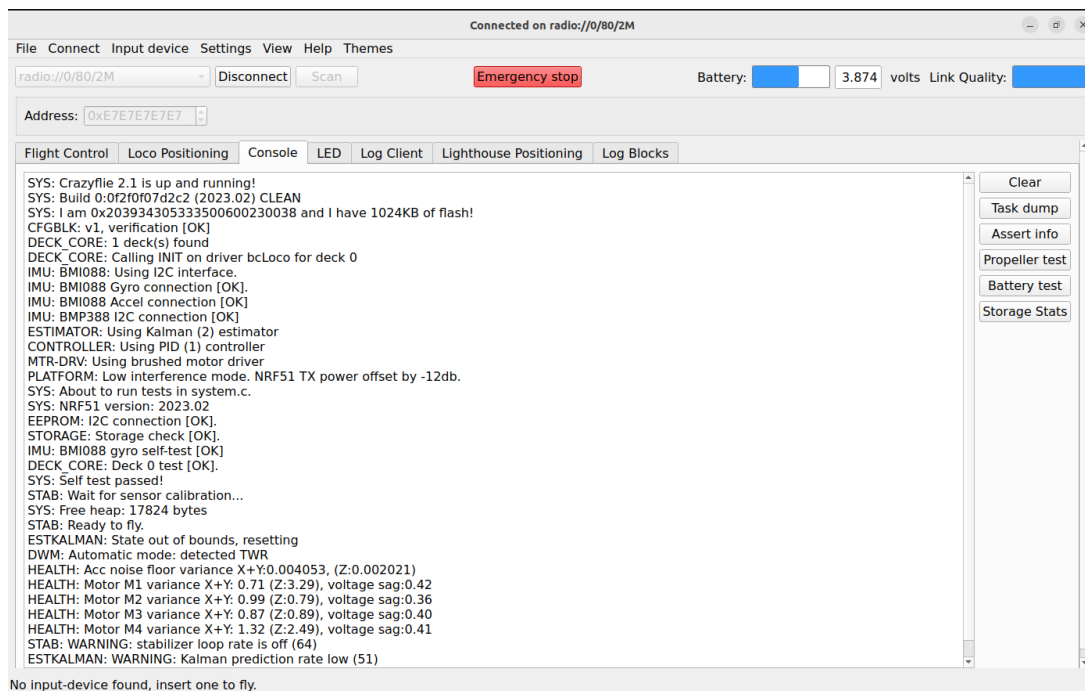 Connected on radio://0/80/2M
File Connect Input device Settings View Help Themes
radio://0/80/2M Disconnect Scan Emergency stop Battery: 3.874 volts Link Quality:
Address: 0xE7E7E7E7E7
Flight Control Loco Positioning Console LED Log Client Lighthouse Positioning Log Blocks
SYS: Crazyflie 2.1 is up and running!
SYS: Build 0:0f2f0f07d2c2 (2023.02) CLEAN
SYS: I am 0x203934305333500600230038 and I have 1024KB of flash!
CFGBLK: v1, verification [OK]
DECK_CORE: 1 deck(s) found
DECK_CORE: Calling INIT on driver bcLoco for deck 0
IMU: BMI088: Using I2C interface.
IMU: BMI088 Gyro connection [OK].
IMU: BMI088 Accel connection [OK]
IMU: BMP388 I2C connection [OK]
ESTIMATOR: Using Kalman (2) estimator
CONTROLLER: Using PID (1) controller
MTR-DRV: Using brushed motor driver
PLATFORM: Low interference mode. NRF51 TX power offset by -12db.
SYS: About to run tests in system.c.
SYS: NRF51 version: 2023.02
EEPROM: I2C connection [OK].
STORAGE: Storage check [OK].
IMU: BMI088 gyro self-test [OK]
DECK_CORE: Deck 0 test [OK].
SYS: Self test passed!
STAB: Wait for sensor calibration...
SYS: Free heap: 17824 bytes
STAB: Ready to fly.
ESTKALMAN: State out of bounds, resetting
DWM: Automatic mode: detected TWR
HEALTH: Acc noise floor variance X+Y:0.004053, (Z:0.002021)
HEALTH: Motor M1 variance X+Y: 0.71 (Z:3.29), voltage sag:0.42
HEALTH: Motor M2 variance X+Y: 0.99 (Z:0.79), voltage sag:0.36
HEALTH: Motor M3 variance X+Y: 0.87 (Z:0.89), voltage sag:0.40
HEALTH: Motor M4 variance X+Y: 1.32 (Z:2.49), voltage sag:0.41
STAB: WARNING: stabilizer loop rate is off (64)
ESTKALMAN: WARNING: Kalman prediction rate low (51)
Clear
Task dump
Assert info
Propeller test
Battery test
Storage Stats
No input-device found, insert one to fly.